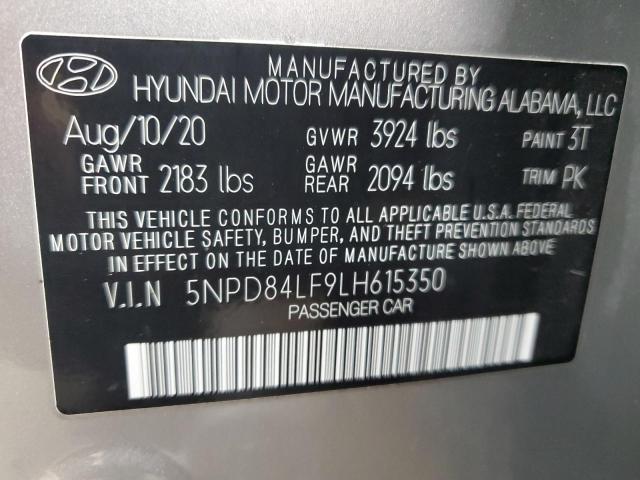 MANUFACTURED BY
HYUNDAI MOTOR MANUFACTURING ALABAMA, LLC
Aug/10/20 GVWR 3924 lbs PAINT 3T
GAWR FRONT 2183 lbs GAWR REAR 2094 lbs TRIM PK
THIS VEHICLE CONFORMS TO ALL APPLICABLE U.S.A. FEDERAL
MOTOR VEHICLE SAFETY, BUMPER, AND THEFT PREVENTION STANDARDS
IN EFFECT ON THE DATE OF MANUFACTURE SHOWN ABOVE.
V.I.N 5NPD84LF9LH615350
PASSENGER CAR